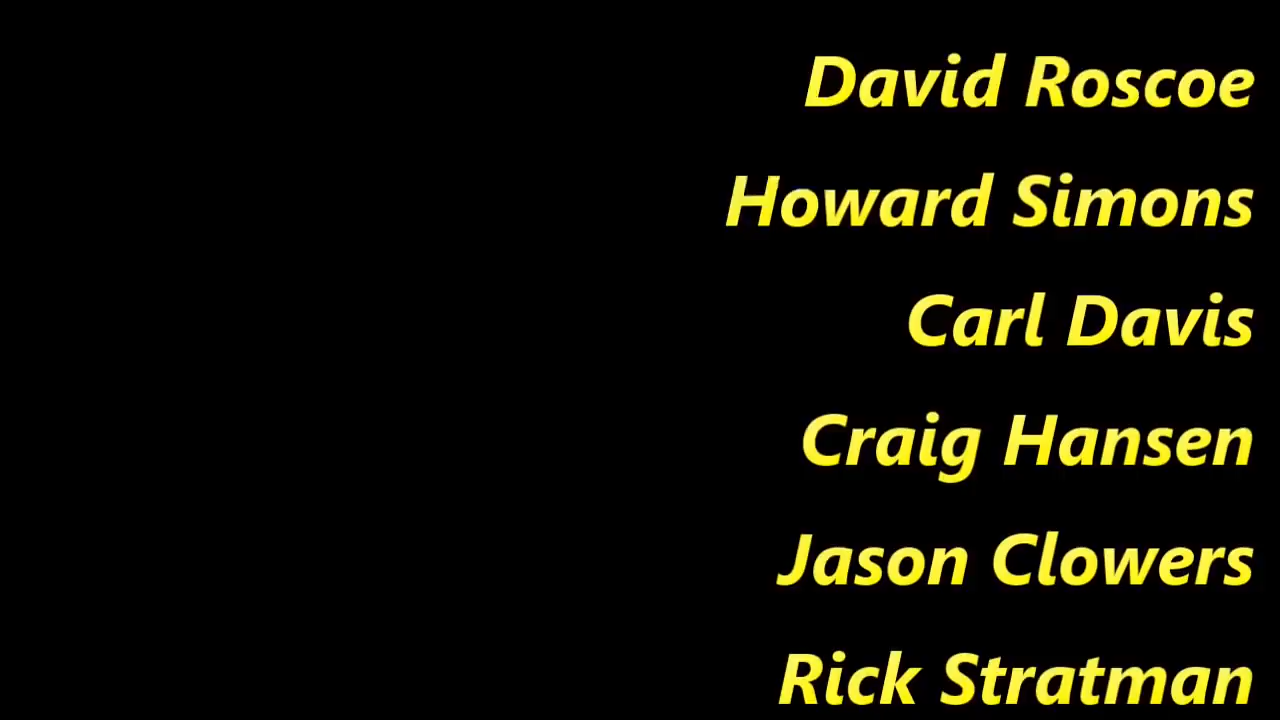 David Roscoe
Howard Simons
Carl Davis
Craig Hansen
Jason Clowers
Rick Stratman